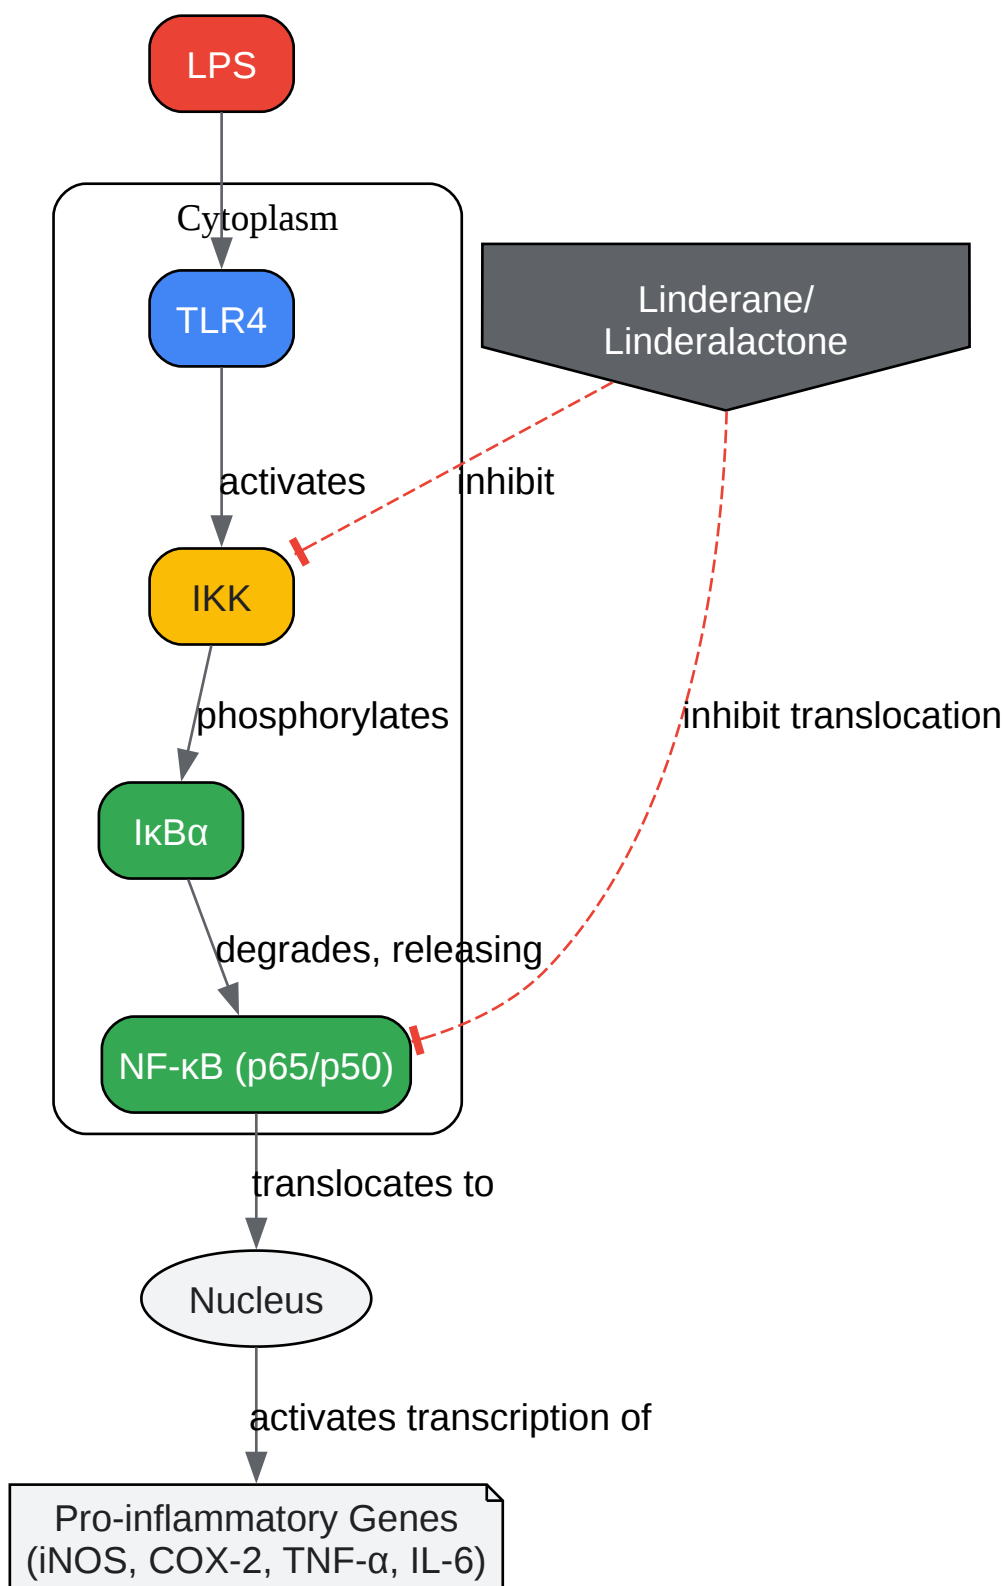 LPS
Cytoplasm
TLR4
Linderane/
Linderalactone
activates
inhibit
IKK
phosphorylates
inhibit translocation
IκBα
degrades, releasing
NF-κB (p65/p50)
translocates to
Nucleus
activates transcription of
Pro-inflammatory Genes
(iNOS, COX-2, TNF-α, IL-6)